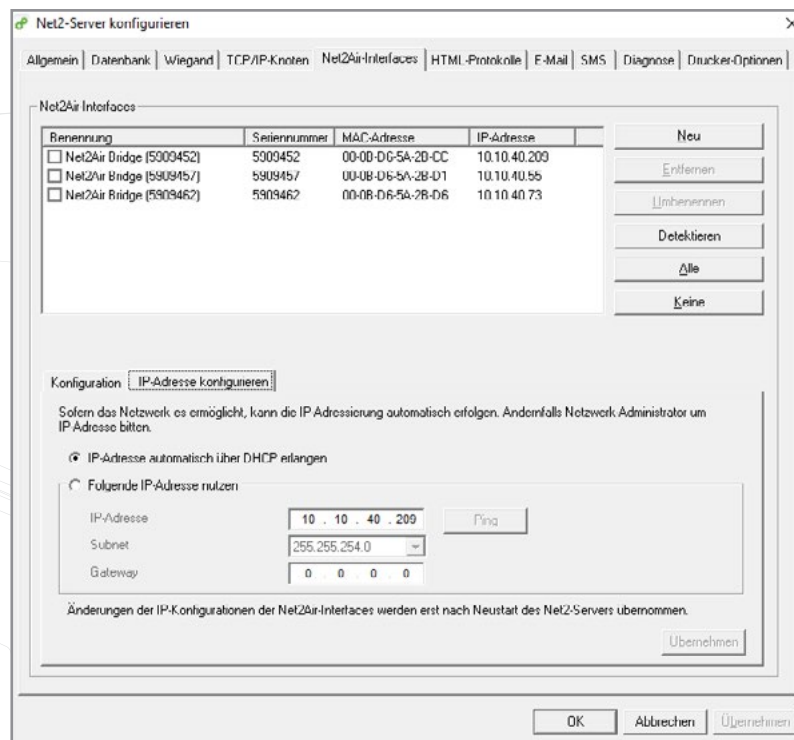 Net2-Server konfigurieren
Allgemein Datenbank Wiegand TCP/IP-Knoten Net2Air-Interfaces HTML-Protokolle E-Mail SMS Diagnose Drucker-Optionen
Net2Air Interfaces
Benennung Seriennummer MAC-Adresse IP-Adresse
Net2Air Bridge (5909452) 5909452 00-0B-D6-5A-2B-CC 10.10.40.209
Net2Air Bridge (5909457) 5909457 00-0B-D6-5A-2B-D1 10.10.40.55
Net2Air Bridge (5909462) 5909462 00-0B-D6-5A-2B-D6 10.10.40.73
Neu
Entfernen
Umbenennen
Detektieren
Alle
Keine
Konfiguration IP-Adresse konfigurieren
Sofern das Netzwerk es ermöglicht, kann die IP Adressierung automatisch erfolgen. Andernfalls Netzwerk Administrator um
IP Adresse bitten.
IP-Adresse automatisch über DHCP erlangen
Folgende IP-Adresse nutzen
IP-Adresse 10 . 10 . 40 . 209 Ping
Subnet 255.255.254.0
Gateway 0 . 0 . 0 . 0
Änderungen der IP-Konfigurationen der Net2Air-Interfaces werden erst nach Neustart des Net2-Servers übernommen.
Übernehmen
OK Abbrechen Übernehmen